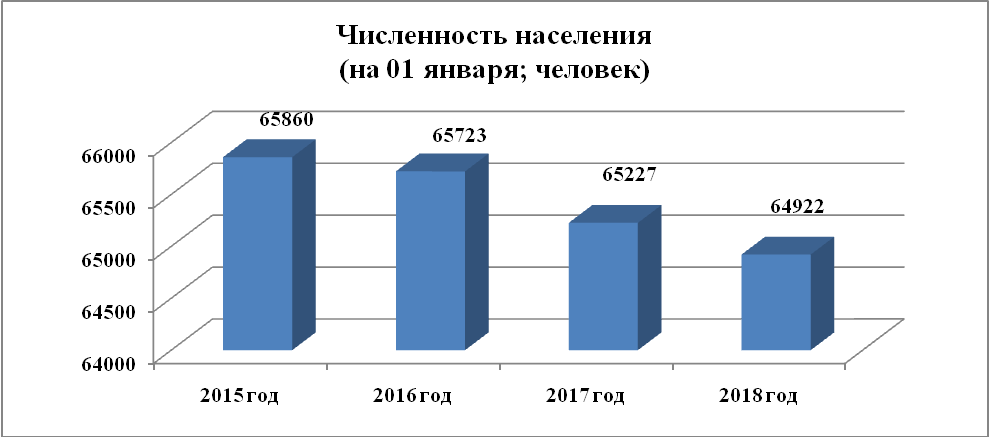 Численность населения
(на 01 января; человек)
65860
65723
65227
64922
66000
65500
65000
64500
64000
2015 год
2016 год
2017 год
2018 год